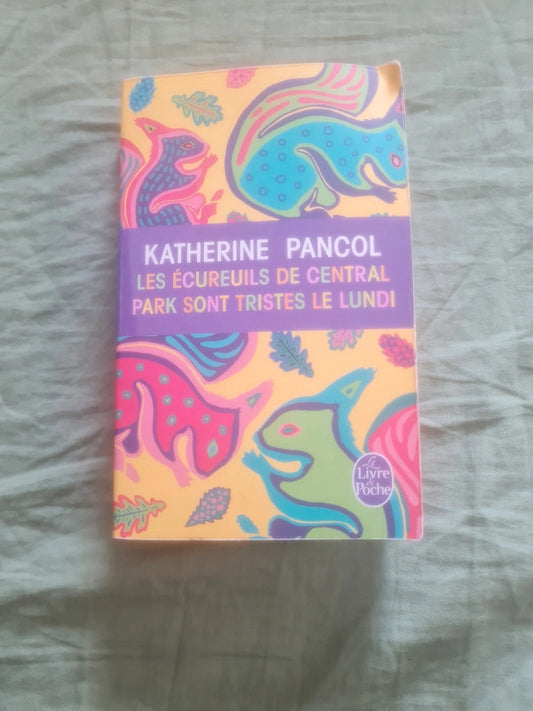 KATHERINE PANCOL
LES ÉCUREUILS DE CENTRAL
PARK SONT TRISTES LE LUNDI
Le
Livre
de
Poche